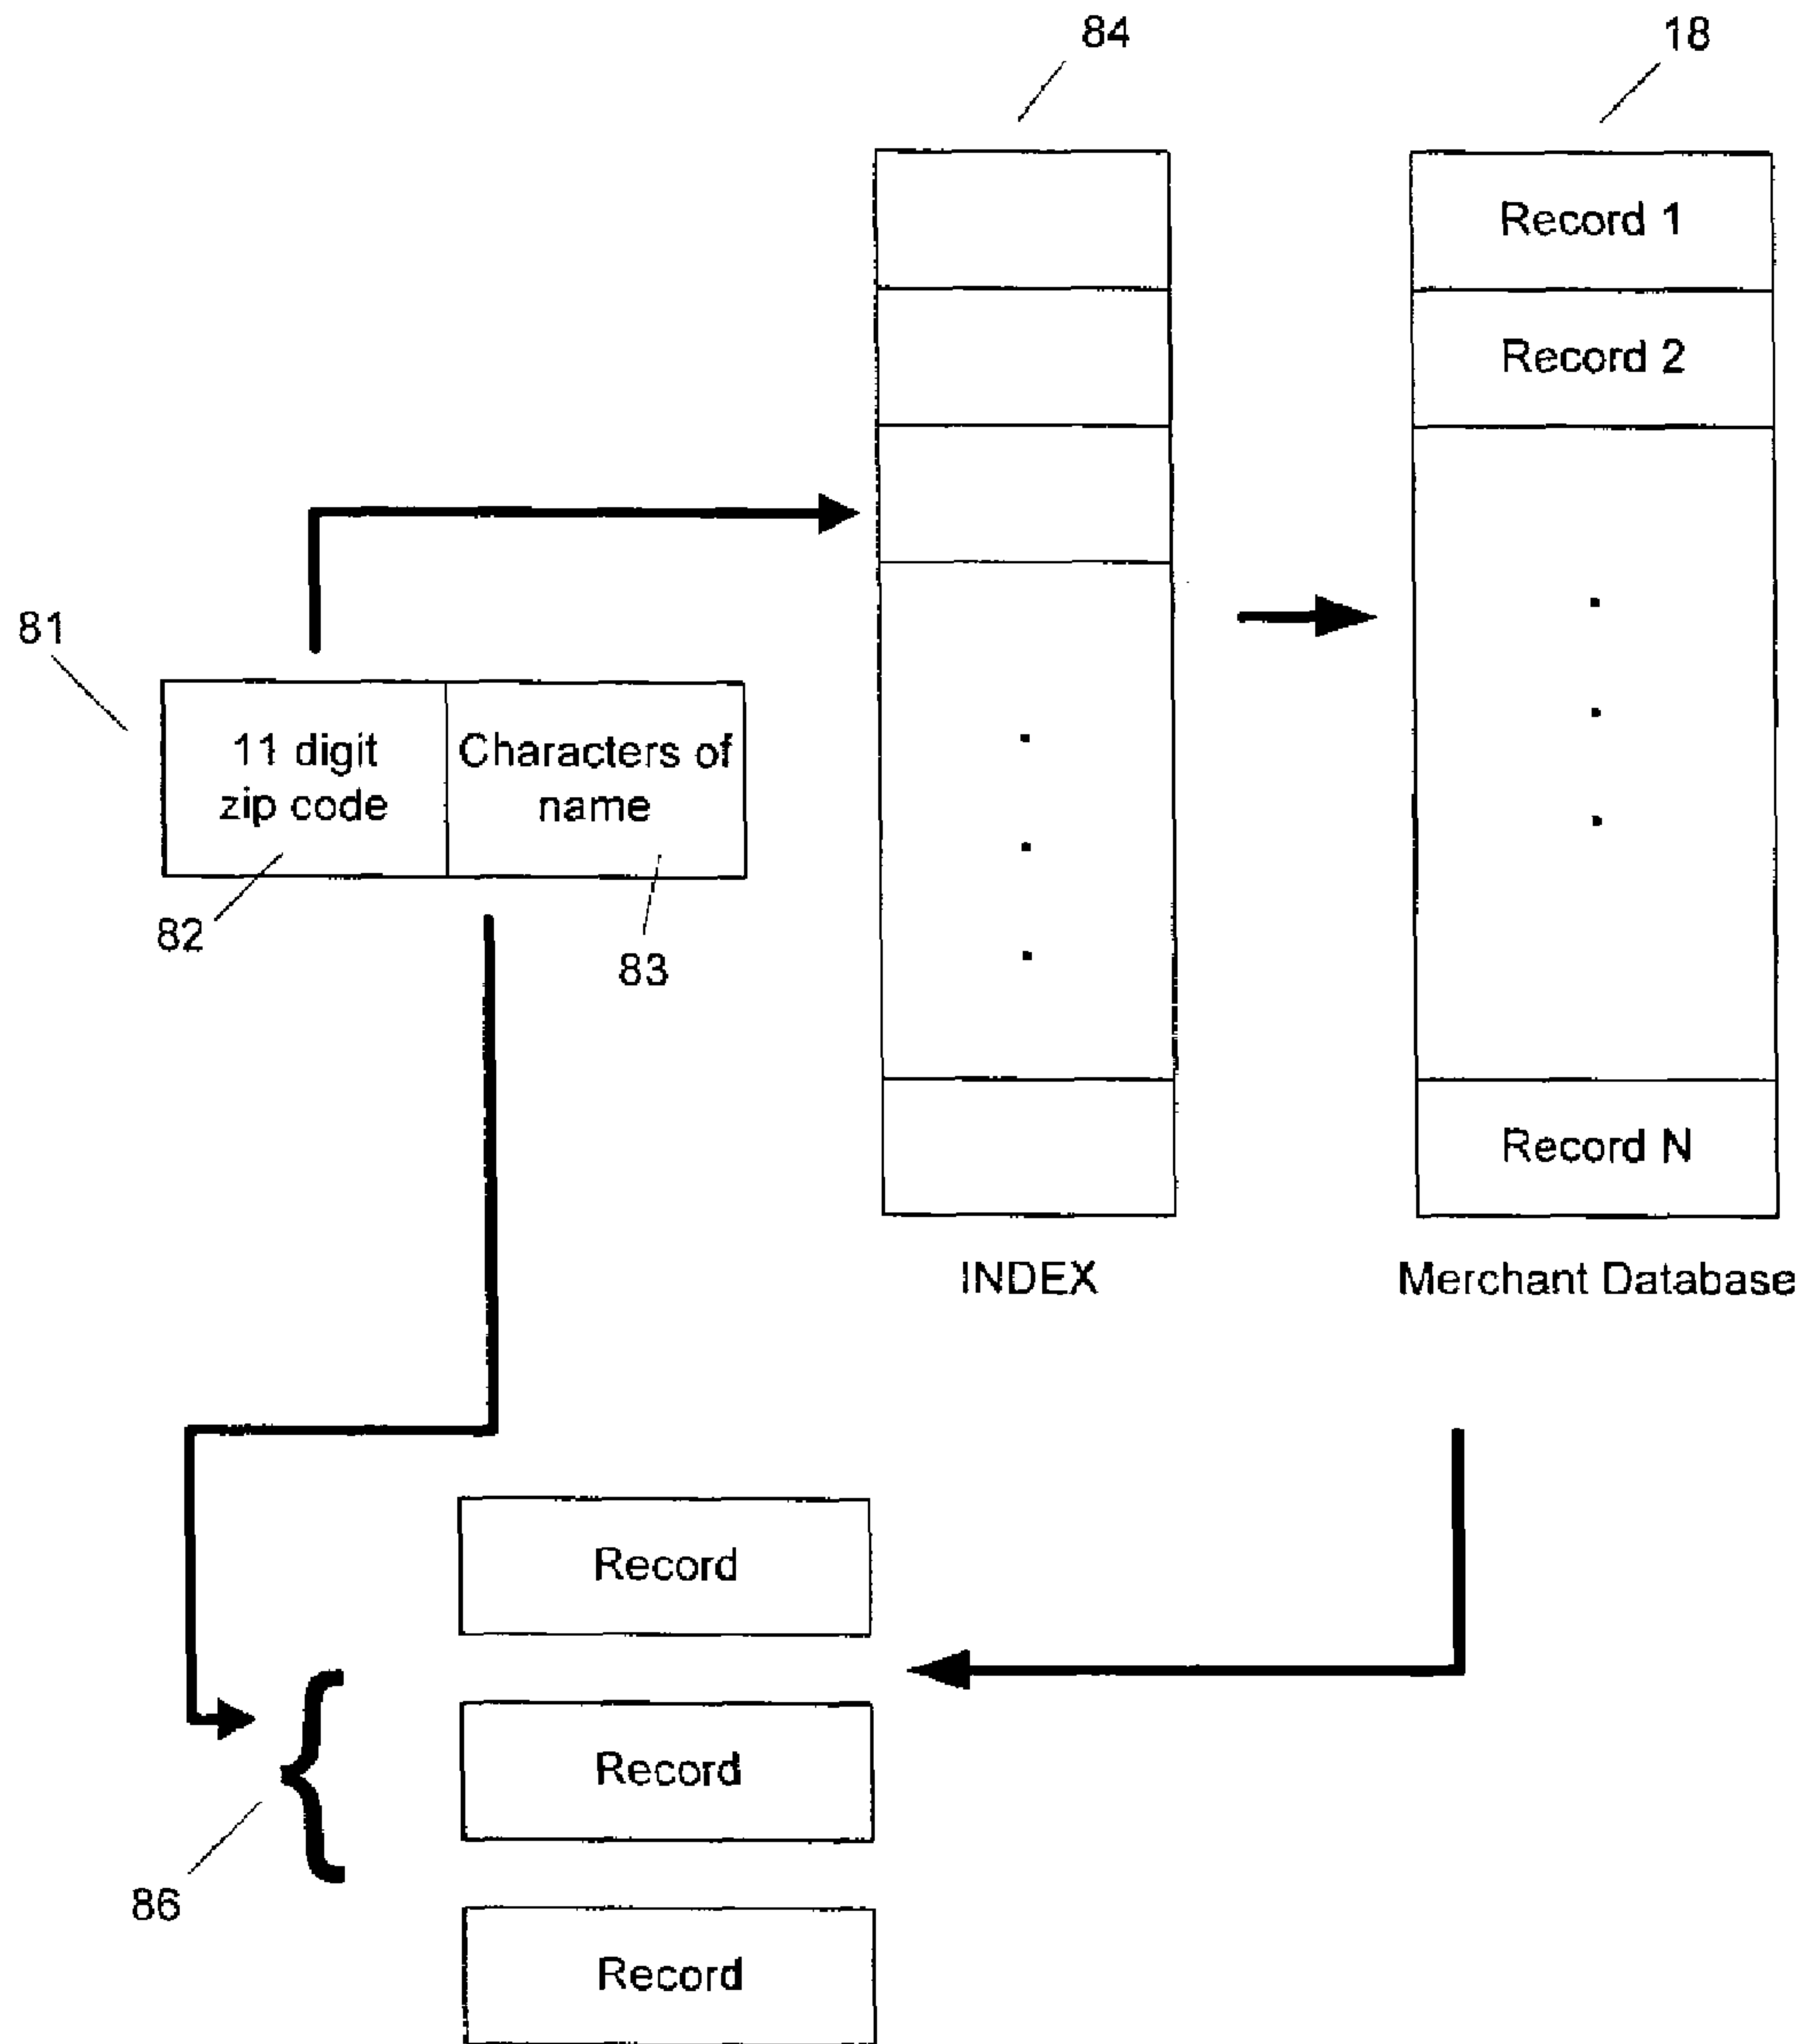 84
18
Record 1
Record 2
81
11 digit
zip code
Characters of
name
82
83
Record N
INDEX
Merchant Database
Record
Record
86
Record